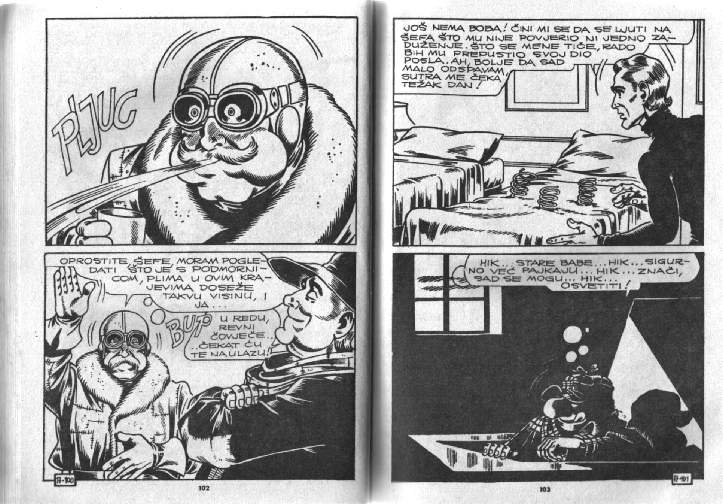 PLJUC
OPROSTITE, ŠEFE, MORAM POGLE-
DATI ŠTO JE S PODMORNI-
COM, PLIMA U OVIM KRA-
JEVIMA DOSEŽE
TAKVU VISINU, I
JA...
BUP
U REDU,
REVNI
ČOVJEČE...
...ČEKAT ĆU
TE NA ULAZU!
102
JOŠ NEMA BOBA! ČINI MI SE DA SE LJUTI NA
ŠEFA ŠTO MU NIJE POVJERIO NI JEDNO ZA-
DUŽENJE. ŠTO SE MENE TIČE, RADO
BIH MU PREPUSTIO SVOJ DIO
POSLA. AH, BOLJE DA SAD
MALO ODSPAVAM,
SUTRA ME ČEKA
TEŽAK DAN!
HIK... STARE BABE... HIK... SIGUR-
NO VEĆ PAJKAJU... HIK... ZNAČI,
SAD SE MOGU... HIK...
OSVETITI!
103